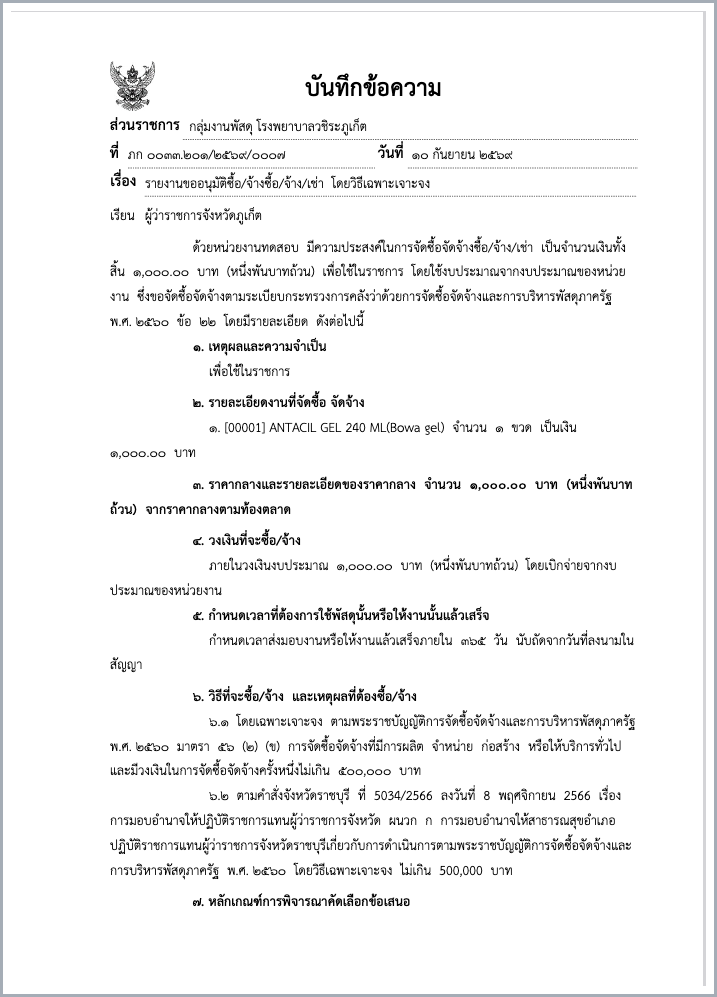 บันทึกข้อความ
ส่วนราชการ กลุ่มงานพัสดุ โรงพยาบาลวชิระภูเก็ต
ที่ ภก ๐๐๓๓.๒๐๑/๒๕๖๙/๐๐๐๗ วันที่ ๑๐ กันยายน ๒๕๖๙
เรื่อง รายงานขออนุมัติซื้อ/จ้างซื้อ/จ้าง/เช่า โดยวิธีเฉพาะเจาะจง
เรียน ผู้ว่าราชการจังหวัดภูเก็ต
ด้วยหน่วยงานทดสอบ มีความประสงค์ในการจัดซื้อจัดจ้างซื้อ/จ้าง/เช่า เป็นจำนวนเงินทั้ง
สิ้น ๑,๐๐๐.๐๐ บาท (หนึ่งพันบาทถ้วน) เพื่อใช้ในราชการ โดยใช้งบประมาณจากงบประมาณของหน่วย
งาน ซึ่งขอจัดซื้อจัดจ้างตามระเบียบกระทรวงการคลังว่าด้วยการจัดซื้อจัดจ้างและการบริหารพัสดุภาครัฐ
พ.ศ. ๒๕๖๐ ข้อ ๒๒ โดยมีรายละเอียด ดังต่อไปนี้
๑. เหตุผลและความจำเป็น
เพื่อใช้ในราชการ
๒. รายละเอียดงานที่จัดซื้อ จัดจ้าง
๑. [00001] ANTACIL GEL 240 ML(Bowa gel) จำนวน ๑ ขวด เป็นเงิน
๑,๐๐๐.๐๐ บาท
๓. ราคากลางและรายละเอียดของราคากลาง จำนวน ๑,๐๐๐.๐๐ บาท (หนึ่งพันบาท
ถ้วน) จากราคากลางตามท้องตลาด
๔. วงเงินที่จะซื้อ/จ้าง
ภายในวงเงินงบประมาณ ๑,๐๐๐.๐๐ บาท (หนึ่งพันบาทถ้วน) โดยเบิกจ่ายจากงบ
ประมาณของหน่วยงาน
๕. กำหนดเวลาที่ต้องการใช้พัสดุนั้นหรือให้งานนั้นแล้วเสร็จ
กำหนดเวลาส่งมอบงานหรือให้งานแล้วเสร็จภายใน ๓๖๕ วัน นับถัดจากวันที่ลงนามใน
สัญญา
๖. วิธีที่จะซื้อ/จ้าง และเหตุผลที่ต้องซื้อ/จ้าง
๖.๑ โดยเฉพาะเจาะจง ตามพระราชบัญญัติการจัดซื้อจัดจ้างและการบริหารพัสดุภาครัฐ
พ.ศ. ๒๕๖๐ มาตรา ๕๖ (๒) (ข) การจัดซื้อจัดจ้างที่มีการผลิต จำหน่าย ก่อสร้าง หรือให้บริการทั่วไป
และมีวงเงินในการจัดซื้อจัดจ้างครั้งหนึ่งไม่เกิน ๕๐๐,๐๐๐ บาท
๖.๒ ตามคำสั่งจังหวัดราชบุรี ที่ 5034/2566 ลงวันที่ 8 พฤศจิกายน 2566 เรื่อง
การมอบอำนาจให้ปฏิบัติราชการแทนผู้ว่าราชการจังหวัด ผนวก ก การมอบอำนาจให้สาธารณสุขอำเภอ
ปฏิบัติราชการแทนผู้ว่าราชการจังหวัดราชบุรีเกี่ยวกับการดำเนินการตามพระราชบัญญัติการจัดซื้อจัดจ้างและ
การบริหารพัสดุภาครัฐ พ.ศ. ๒๕๖๐ โดยวิธีเฉพาะเจาะจง ไม่เกิน 500,000 บาท
๗. หลักเกณฑ์การพิจารณาคัดเลือกข้อเสนอ